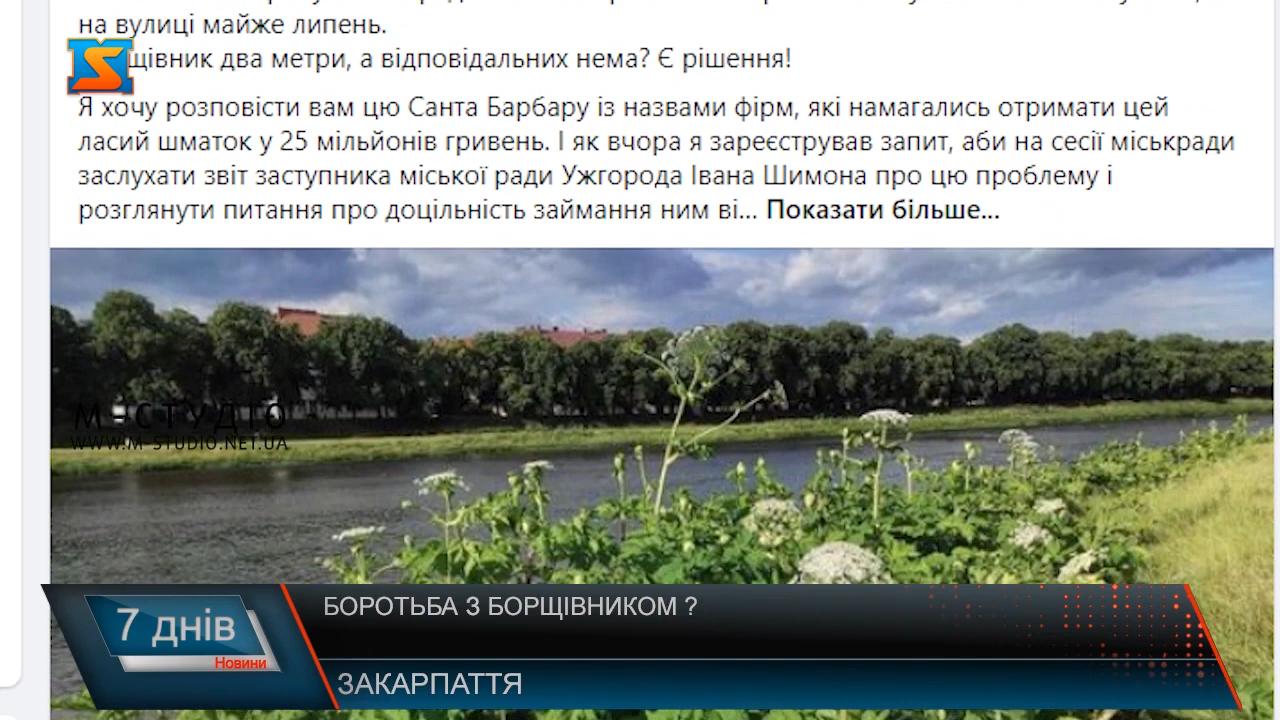 на вулиці майже липень.
щівник два метри, а відповідальних нема? Є рішення!
Я хочу розповісти вам цю Санта Барбару із назвами фірм, які намагались отримати цей
ласий шматок у 25 мільйонів гривень. І як вчора я зареєстрував запит, аби на сесії міськради
заслухати звіт заступника міської ради Ужгорода Івана Шимона про цю проблему і
розглянути питання про доцільність займання ним ві... Показати більше...
М-СТУДІО
WWW.M-STUDIO.NET.UA
БОРОТЬБА З БОРЩІВНИКОМ ?
7 днів
Новини
ЗАКАРПАТТЯ